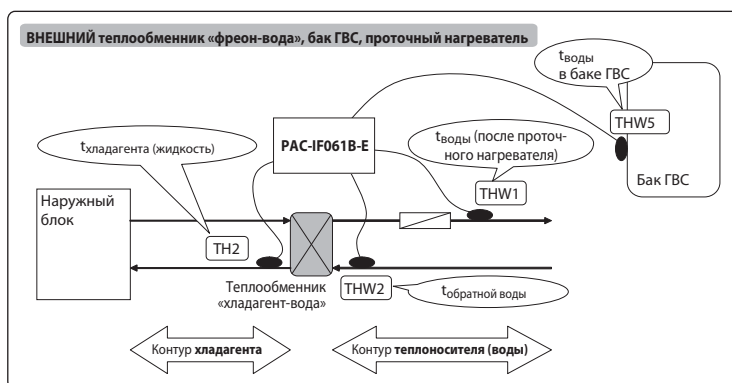 ВНЕШНИЙ теплообменник «фреон-вода», бак ГВС, проточный нагреватель
tводы
в баке ГВС
THW5
Бак ГВС
PAC-IF061B-E
tводы (после проточ-
ного нагревателя)
THW1
tхладагента (жидкость)
Наружный
блок
TH2
Теплообменник
«хладагент-вода»
THW2
tобратной воды
Контур хладагента
Контур теплоносителя (воды)